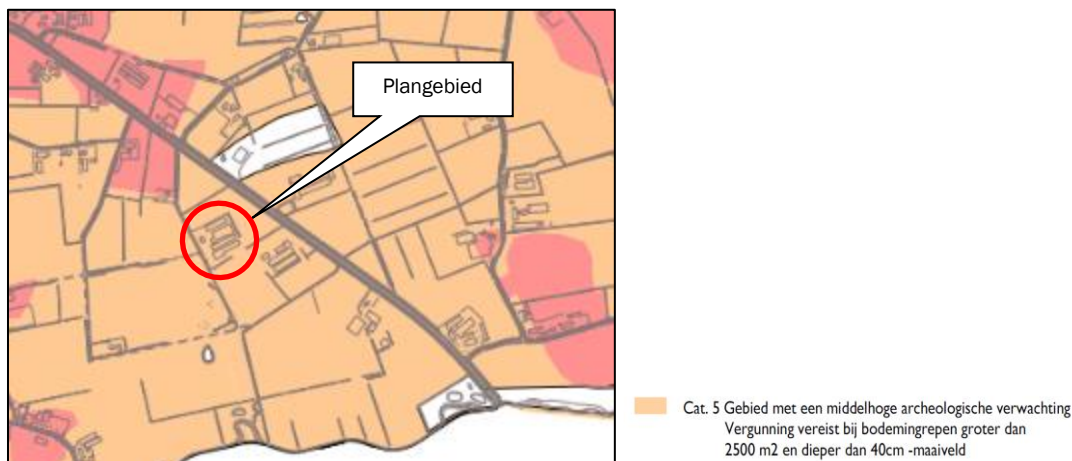 Plangebied
Cat. 5 Gebied met een middelhoge archeologische verwachting
Vergunning vereist bij bodemingrepen groter dan
2500 m2 en dieper dan 40cm -maaiveld